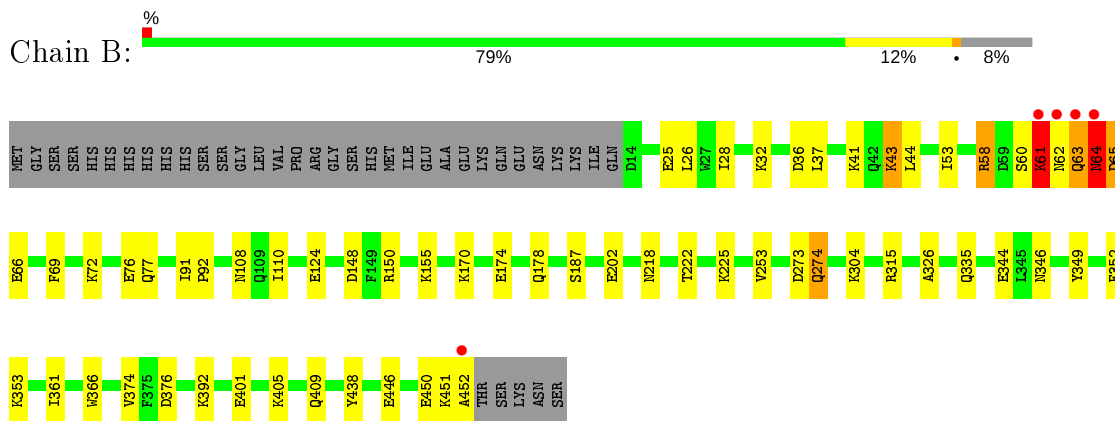 %
Chain B:
79% 12% • 8%
MET GLY SER SER HIS HIS HIS HIS HIS HIS SER SER GLY LEU VAL PRO ARG GLY SER HIS MET ILE GLU ALA GLU LYS GLN GLU ASN LYS LYS ILE GLN D14 E25 L26 W27 I28 K32 D36 L37 K41 Q42 K43 L44 I53 R58 D59 S60 K61 N62 Q63 N64 D65
E66 F69 K72 E76 Q77 I91 P92 N108 Q109 I110 E124 D148 F149 R150 K155 K170 E174 Q178 S187 E202 N218 T222 K225 V253 D273 Q274 K304 R315 A326 Q335 E344 L345 N346 Y349
K353 I361 W366 V374 F375 D376 K392 E401 K405 Q409 Y438 E446 E450 K451 A452 THR SER LYS ASN SER